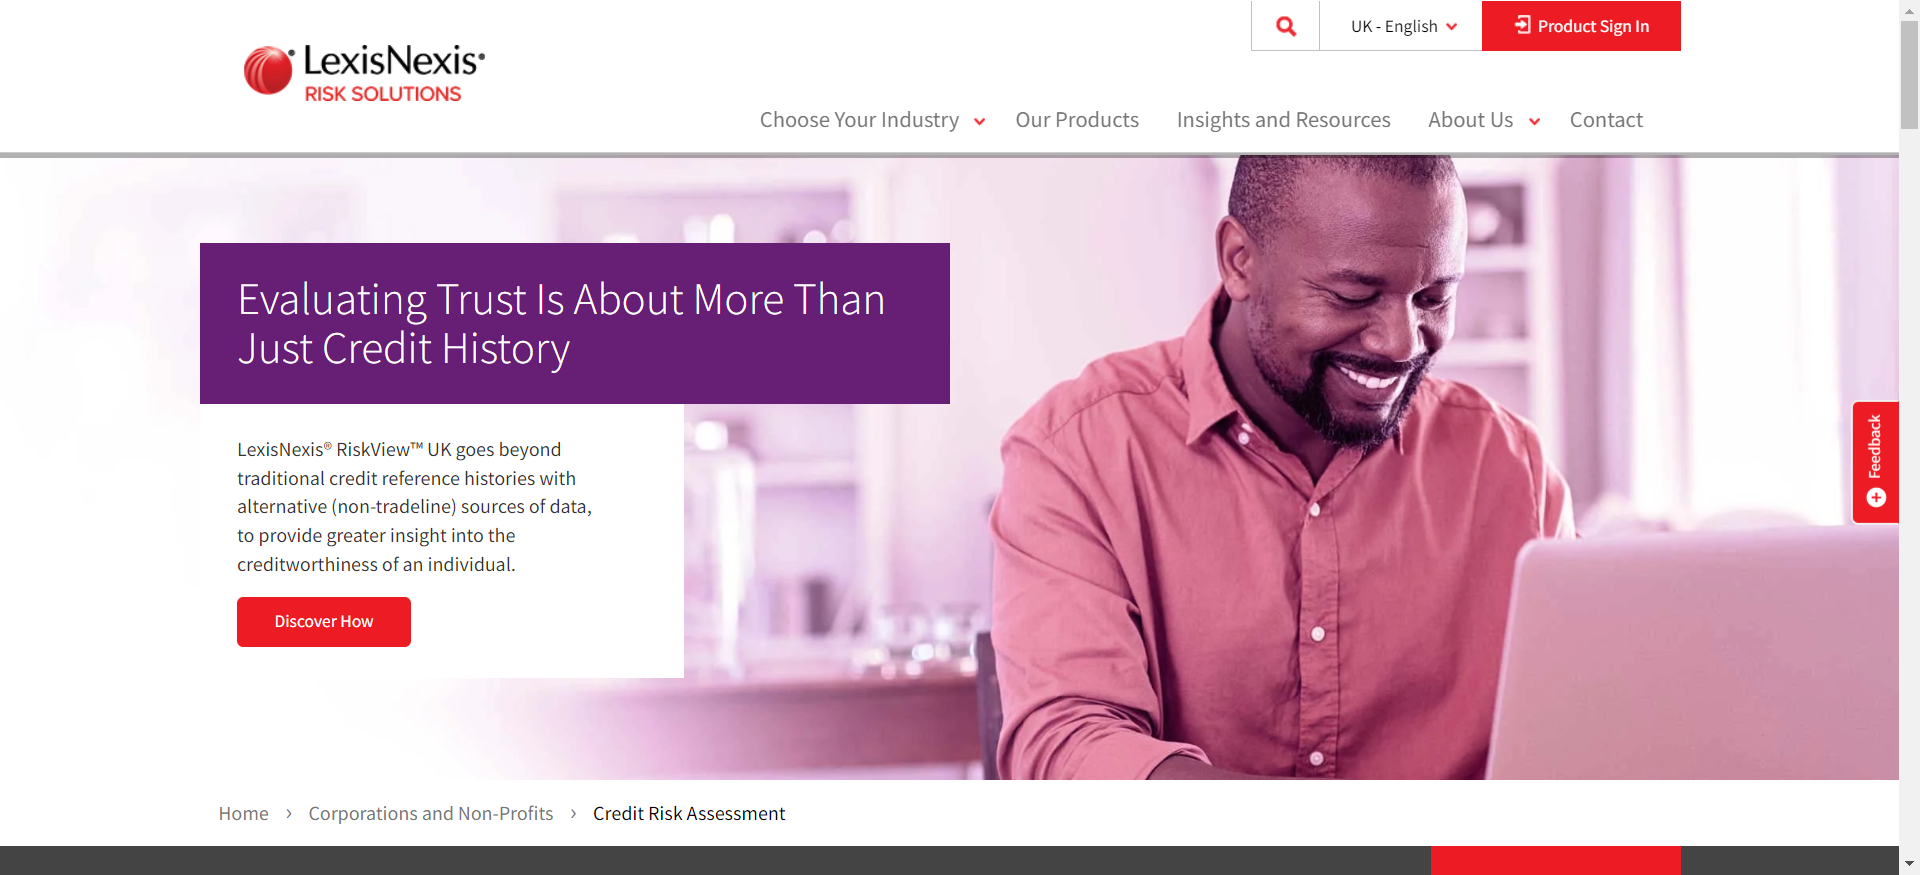 UK - English
Product Sign In
LexisNexis®
RISK SOLUTIONS
Choose Your Industry
Our Products
Insights and Resources
About Us
Contact
Evaluating Trust Is About More Than
Just Credit History
LexisNexis® RiskView™ UK goes beyond
traditional credit reference histories with
alternative (non-tradeline) sources of data,
to provide greater insight into the
creditworthiness of an individual.
Discover How
Feedback
Home › Corporations and Non-Profits › Credit Risk Assessment